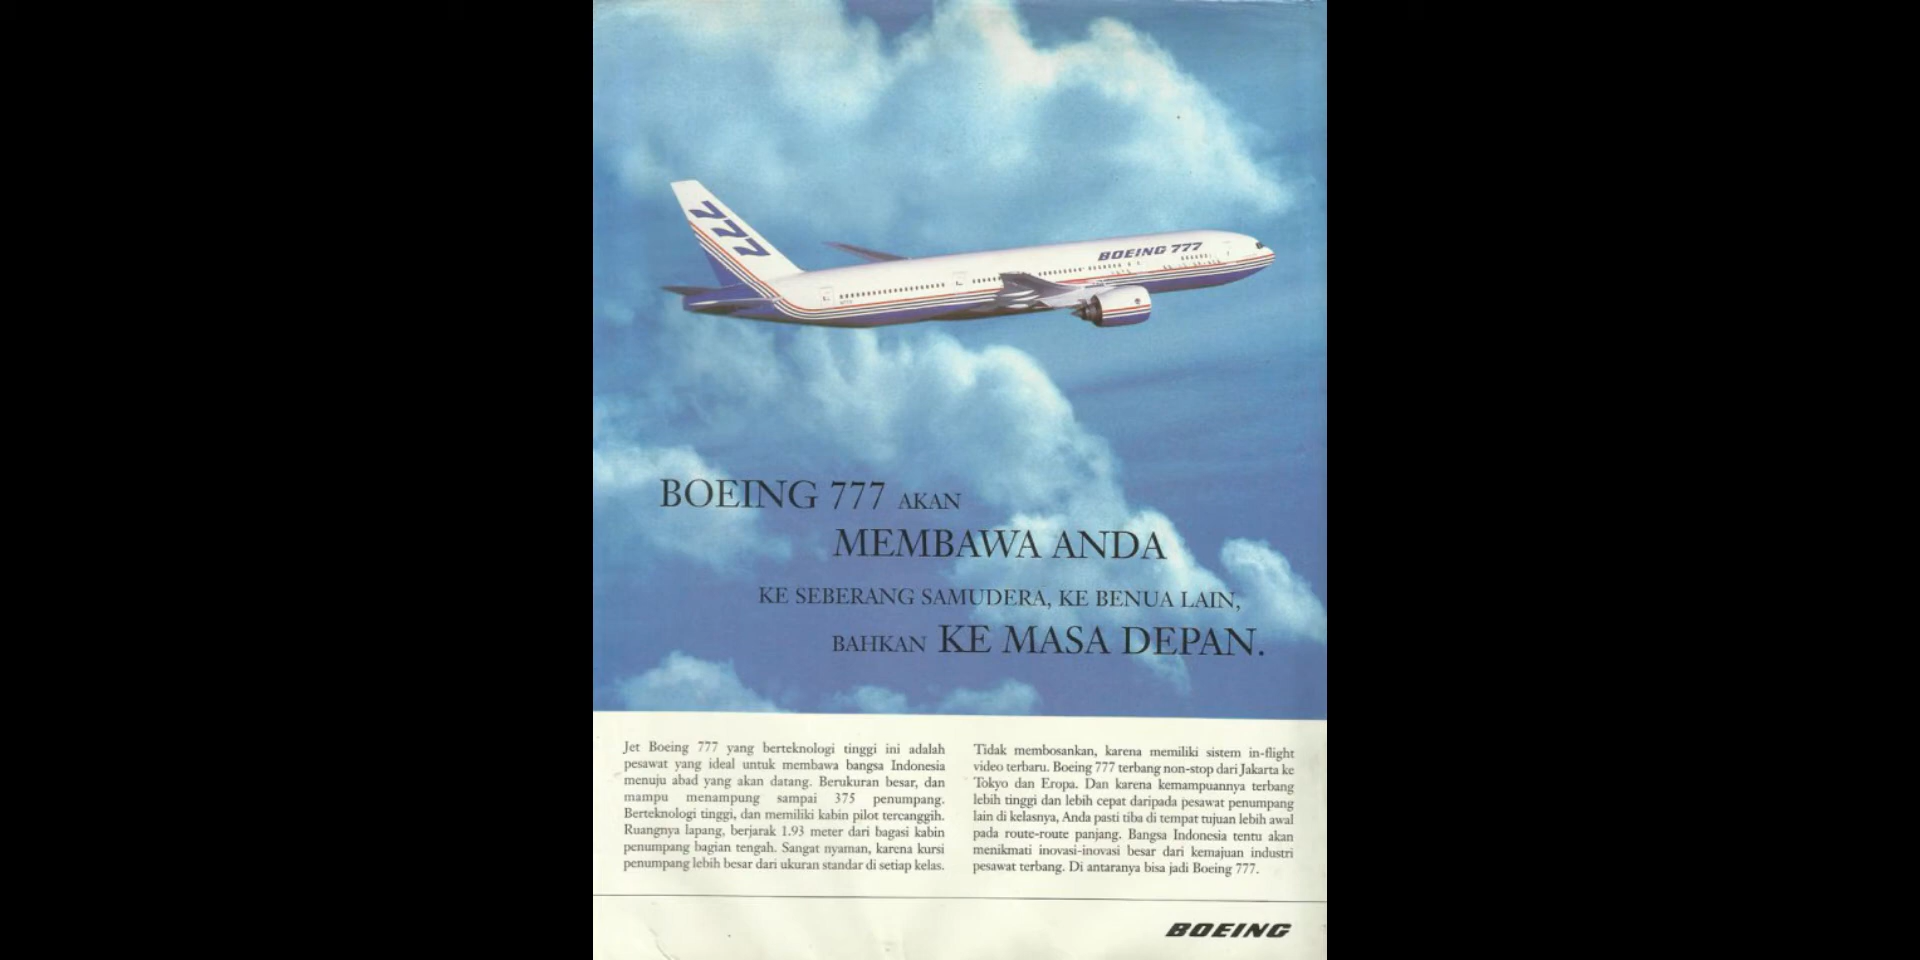 777
BOEING 777
BOEING 777 AKAN
MEMBAWA ANDA
KE SEBERANG SAMUDERA, KE BENUA LAIN,
BAHKAN KE MASA DEPAN.
Jet Boeing 777 yang berteknologi tinggi ini adalah
pesawat yang ideal untuk membawa bangsa Indonesia
menuju abad yang akan datang. Berukuran besar, dan
mampu menampung sampai 375 penumpang.
Berteknologi tinggi, dan memiliki kabin pilot tercanggih.
Ruangnya lapang, berjarak 1.93 meter dari bagasi kabin
penumpang bagian tengah. Sangat nyaman, karena kursi
penumpang lebih besar dari ukuran standar di setiap kelas.
Tidak membosankan, karena memiliki sistem in-flight
video terbaru. Boeing 777 terbang non-stop dari Jakarta ke
Tokyo dan Eropa. Dan karena kemampuannya terbang
lebih tinggi dan lebih cepat daripada pesawat penumpang
lain di kelasnya, Anda pasti tiba di tempat tujuan lebih awal
pada route-route panjang. Bangsa Indonesia tentu akan
menikmati inovasi-inovasi besar dari kemajuan industri
pesawat terbang. Di antaranya bisa jadi Boeing 777.
BOEING